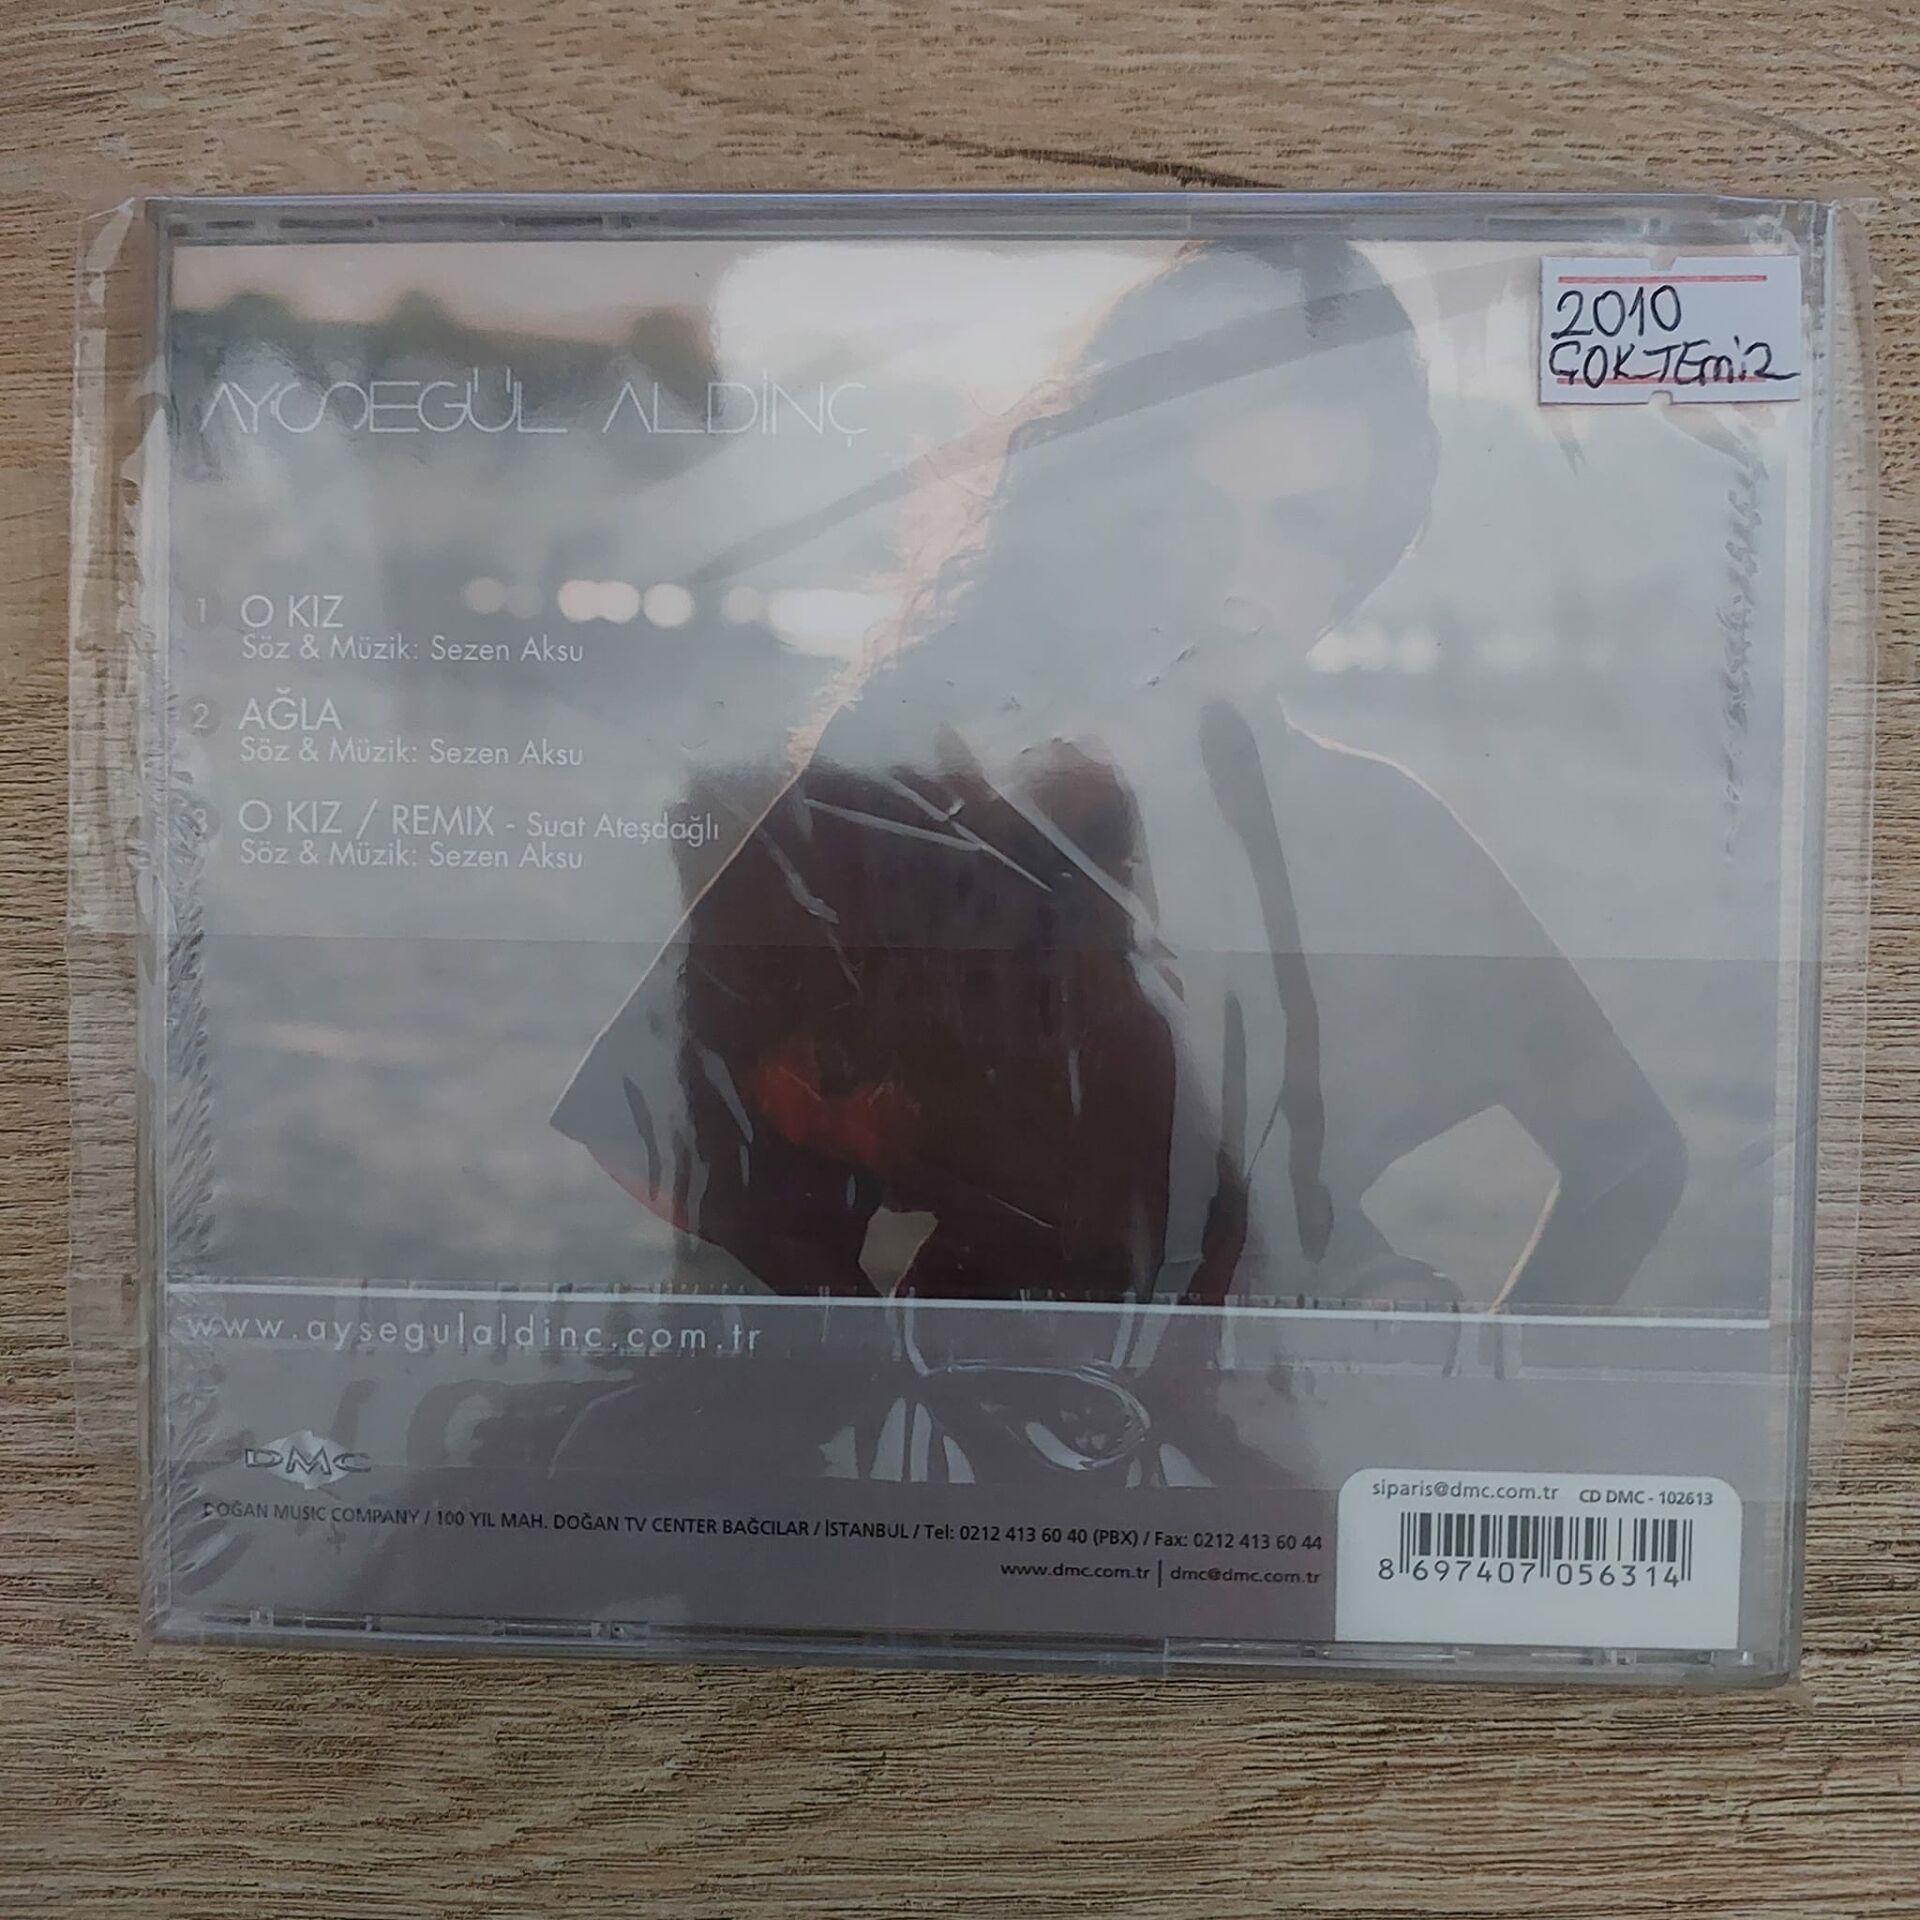 2010
ÇOK TEMİZ
AYŞEGÜL ALDİNÇ
1 O KIZ
Söz & Müzik: Sezen Aksu
2 AĞLA
Söz & Müzik: Sezen Aksu
3 O KIZ / REMIX - Suat Ateşdağlı
Söz & Müzik: Sezen Aksu
www.aysegulaldinc.com.tr
DMC
DOĞAN MUSIC COMPANY / 100 YIL MAH. DOĞAN TV CENTER BAĞCILAR / İSTANBUL / Tel: 0212 413 60 40 (PBX) / Fax: 0212 413 60 44
www.dmc.com.tr | dmc@dmc.com.tr
siparis@dmc.com.tr CD DMC - 102613
8 697407 056314